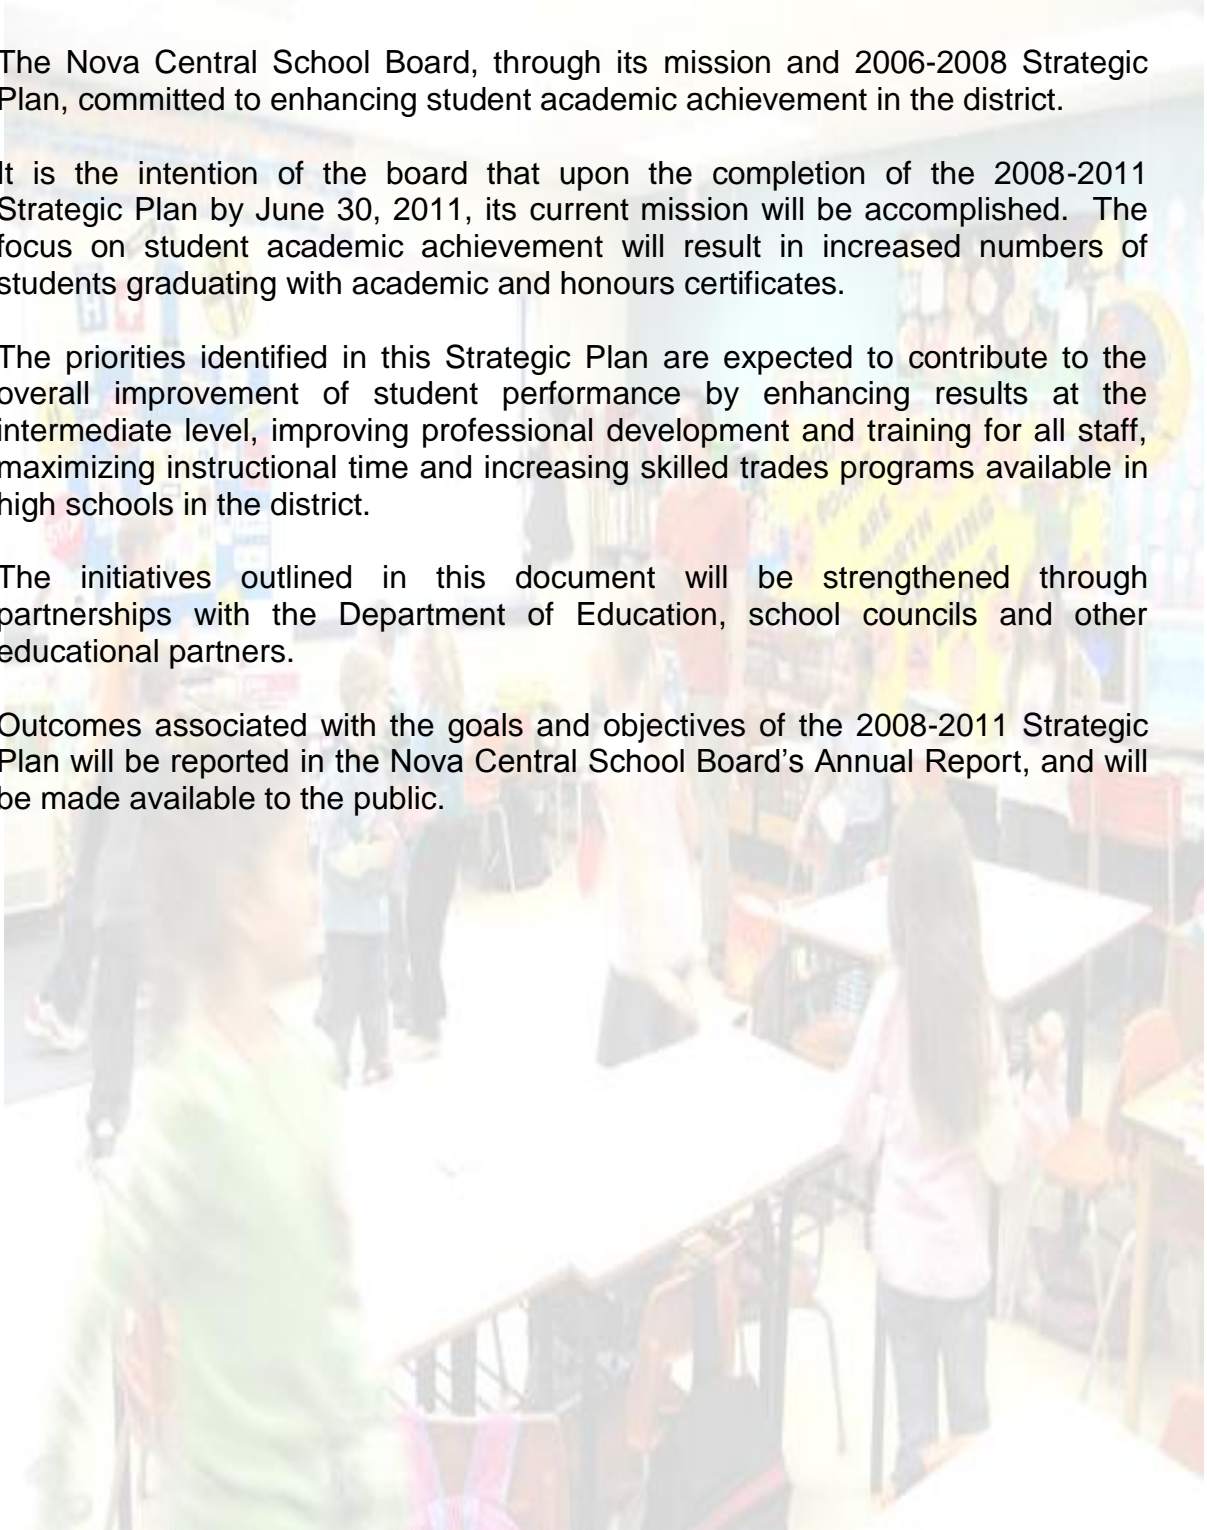 The Nova Central School Board, through its mission and 2006-2008 Strategic
Plan, committed to enhancing student academic achievement in the district.
It is the intention of the board that upon the completion of the 2008-2011
Strategic Plan by June 30, 2011, its current mission will be accomplished. The
focus on student academic achievement will result in increased numbers of
students graduating with academic and honours certificates.
The priorities identified in this Strategic Plan are expected to contribute to the
overall improvement of student performance by enhancing results at the
intermediate level, improving professional development and training for all staff,
maximizing instructional time and increasing skilled trades programs available in
high schools in the district.
The initiatives outlined in this document will be strengthened through
partnerships with the Department of Education, school councils and other
educational partners.
Outcomes associated with the goals and objectives of the 2008-2011 Strategic
Plan will be reported in the Nova Central School Board's Annual Report, and will
be made available to the public.